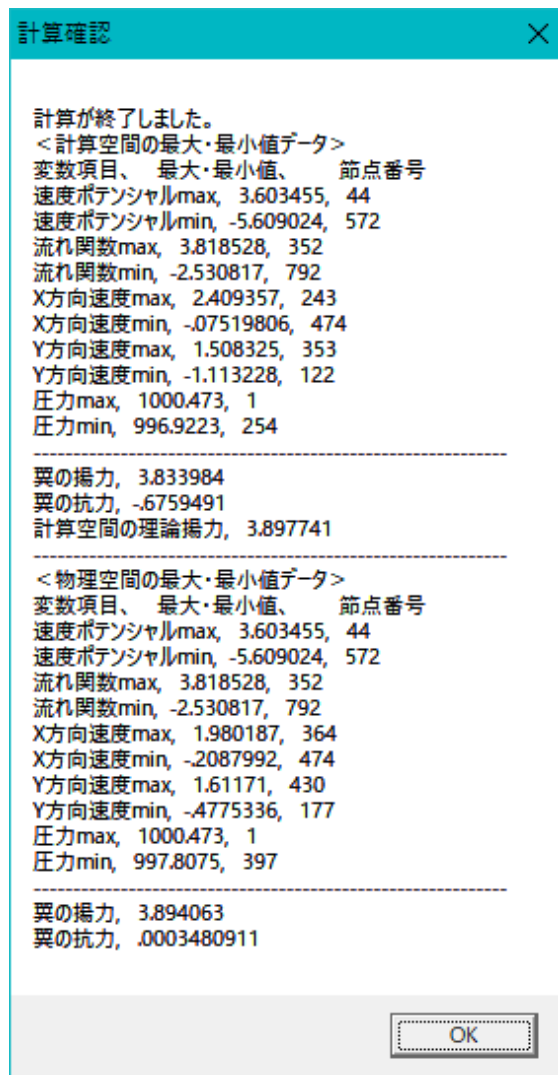 計算確認
計算が終了しました。
＜計算空間の最大・最小値データ＞
変数項目、 最大・最小値、 節点番号
速度ポテンシャルmax, 3.603455, 44
速度ポテンシャルmin, -5.609024, 572
流れ関数max, 3.818528, 352
流れ関数min, -2.530817, 792
X方向速度max, 2.409357, 243
X方向速度min, -.07519806, 474
Y方向速度max, 1.508325, 353
Y方向速度min, -1.113228, 122
圧力max, 1000.473, 1
圧力min, 996.9223, 254
------------------------------------------------------------
翼の揚力, 3.833984
翼の抗力, -.6759491
計算空間の理論揚力, 3.897741
------------------------------------------------------------
＜物理空間の最大・最小値データ＞
変数項目、 最大・最小値、 節点番号
速度ポテンシャルmax, 3.603455, 44
速度ポテンシャルmin, -5.609024, 572
流れ関数max, 3.818528, 352
流れ関数min, -2.530817, 792
X方向速度max, 1.980187, 364
X方向速度min, -.2087992, 474
Y方向速度max, 1.61171, 430
Y方向速度min, -.4775336, 177
圧力max, 1000.473, 1
圧力min, 997.8075, 397
------------------------------------------------------------
翼の揚力, 3.894063
翼の抗力, .0003480911
OK